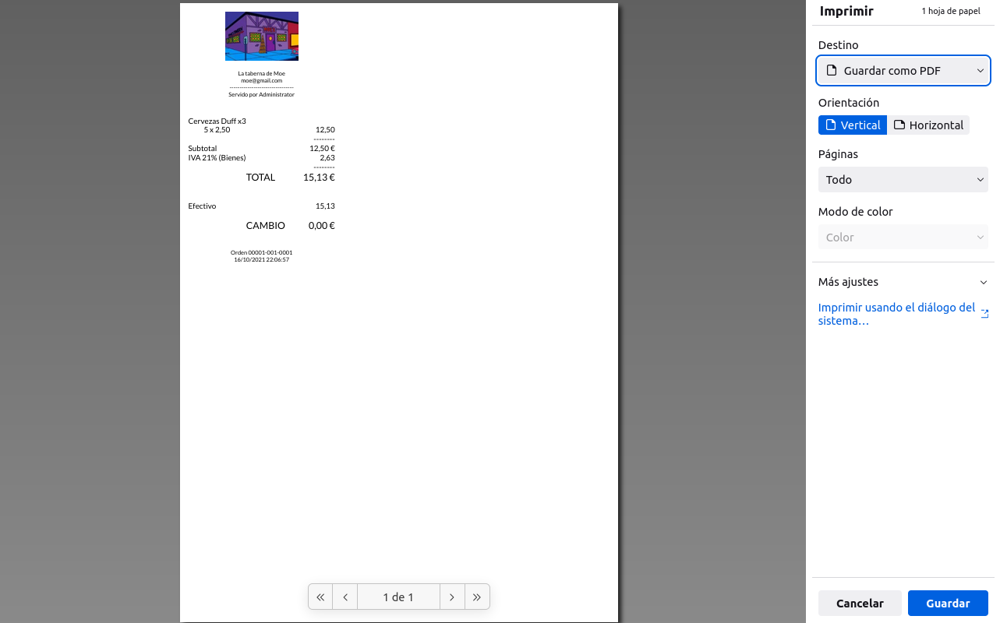 La taberna de Moe
moe@gmail.com
--------------------------------
Servido por Administrator
Cervezas Duff x3
5 x 2,50 12,50
--------
Subtotal 12,50 €
IVA 21% (Bienes) 2,63
--------
TOTAL 15,13 €
Efectivo 15,13
CAMBIO 0,00 €
Orden 00001-001-0001
16/10/2021 22:06:57
1 de 1
Imprimir 1 hoja de papel
Destino
Guardar como PDF
Orientación
Vertical Horizontal
Páginas
Todo
Modo de color
Color
Más ajustes
Imprimir usando el diálogo del
sistema…
Cancelar Guardar